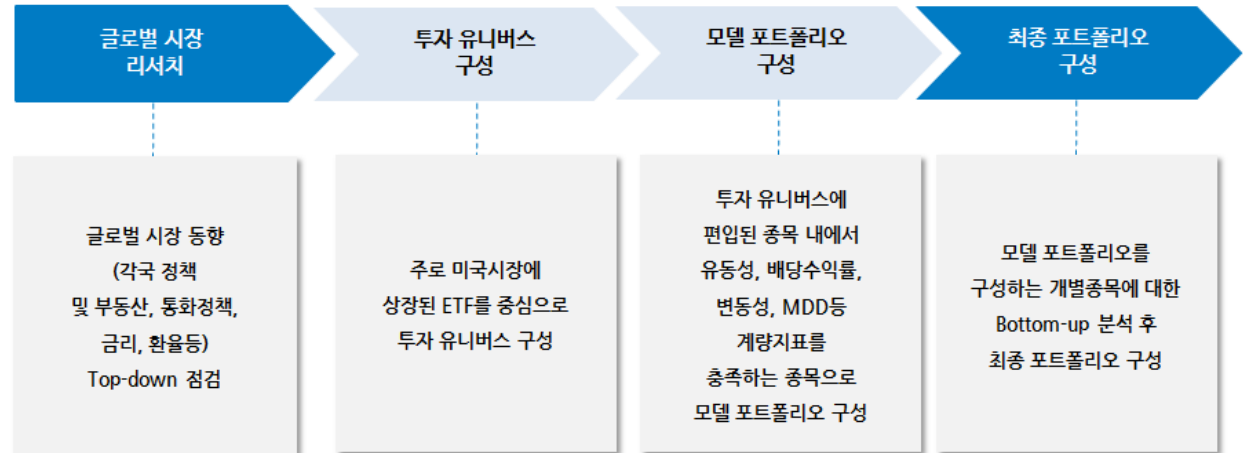 글로벌 시장
리서치
투자 유니버스
구성
모델 포트폴리오
구성
최종 포트폴리오
구성
글로벌 시장 동향
(각국 정책
및 부동산, 통화정책,
금리, 환율등)
Top-down 점검
주로 미국시장에
상장된 ETF를 중심으로
투자 유니버스 구성
투자 유니버스에
편입된 종목 내에서
유동성, 배당수익률,
변동성, MDD등
계량지표를
충족하는 종목으로
모델 포트폴리오 구성
모델 포트폴리오를
구성하는 개별종목에 대한
Bottom-up 분석 후
최종 포트폴리오 구성